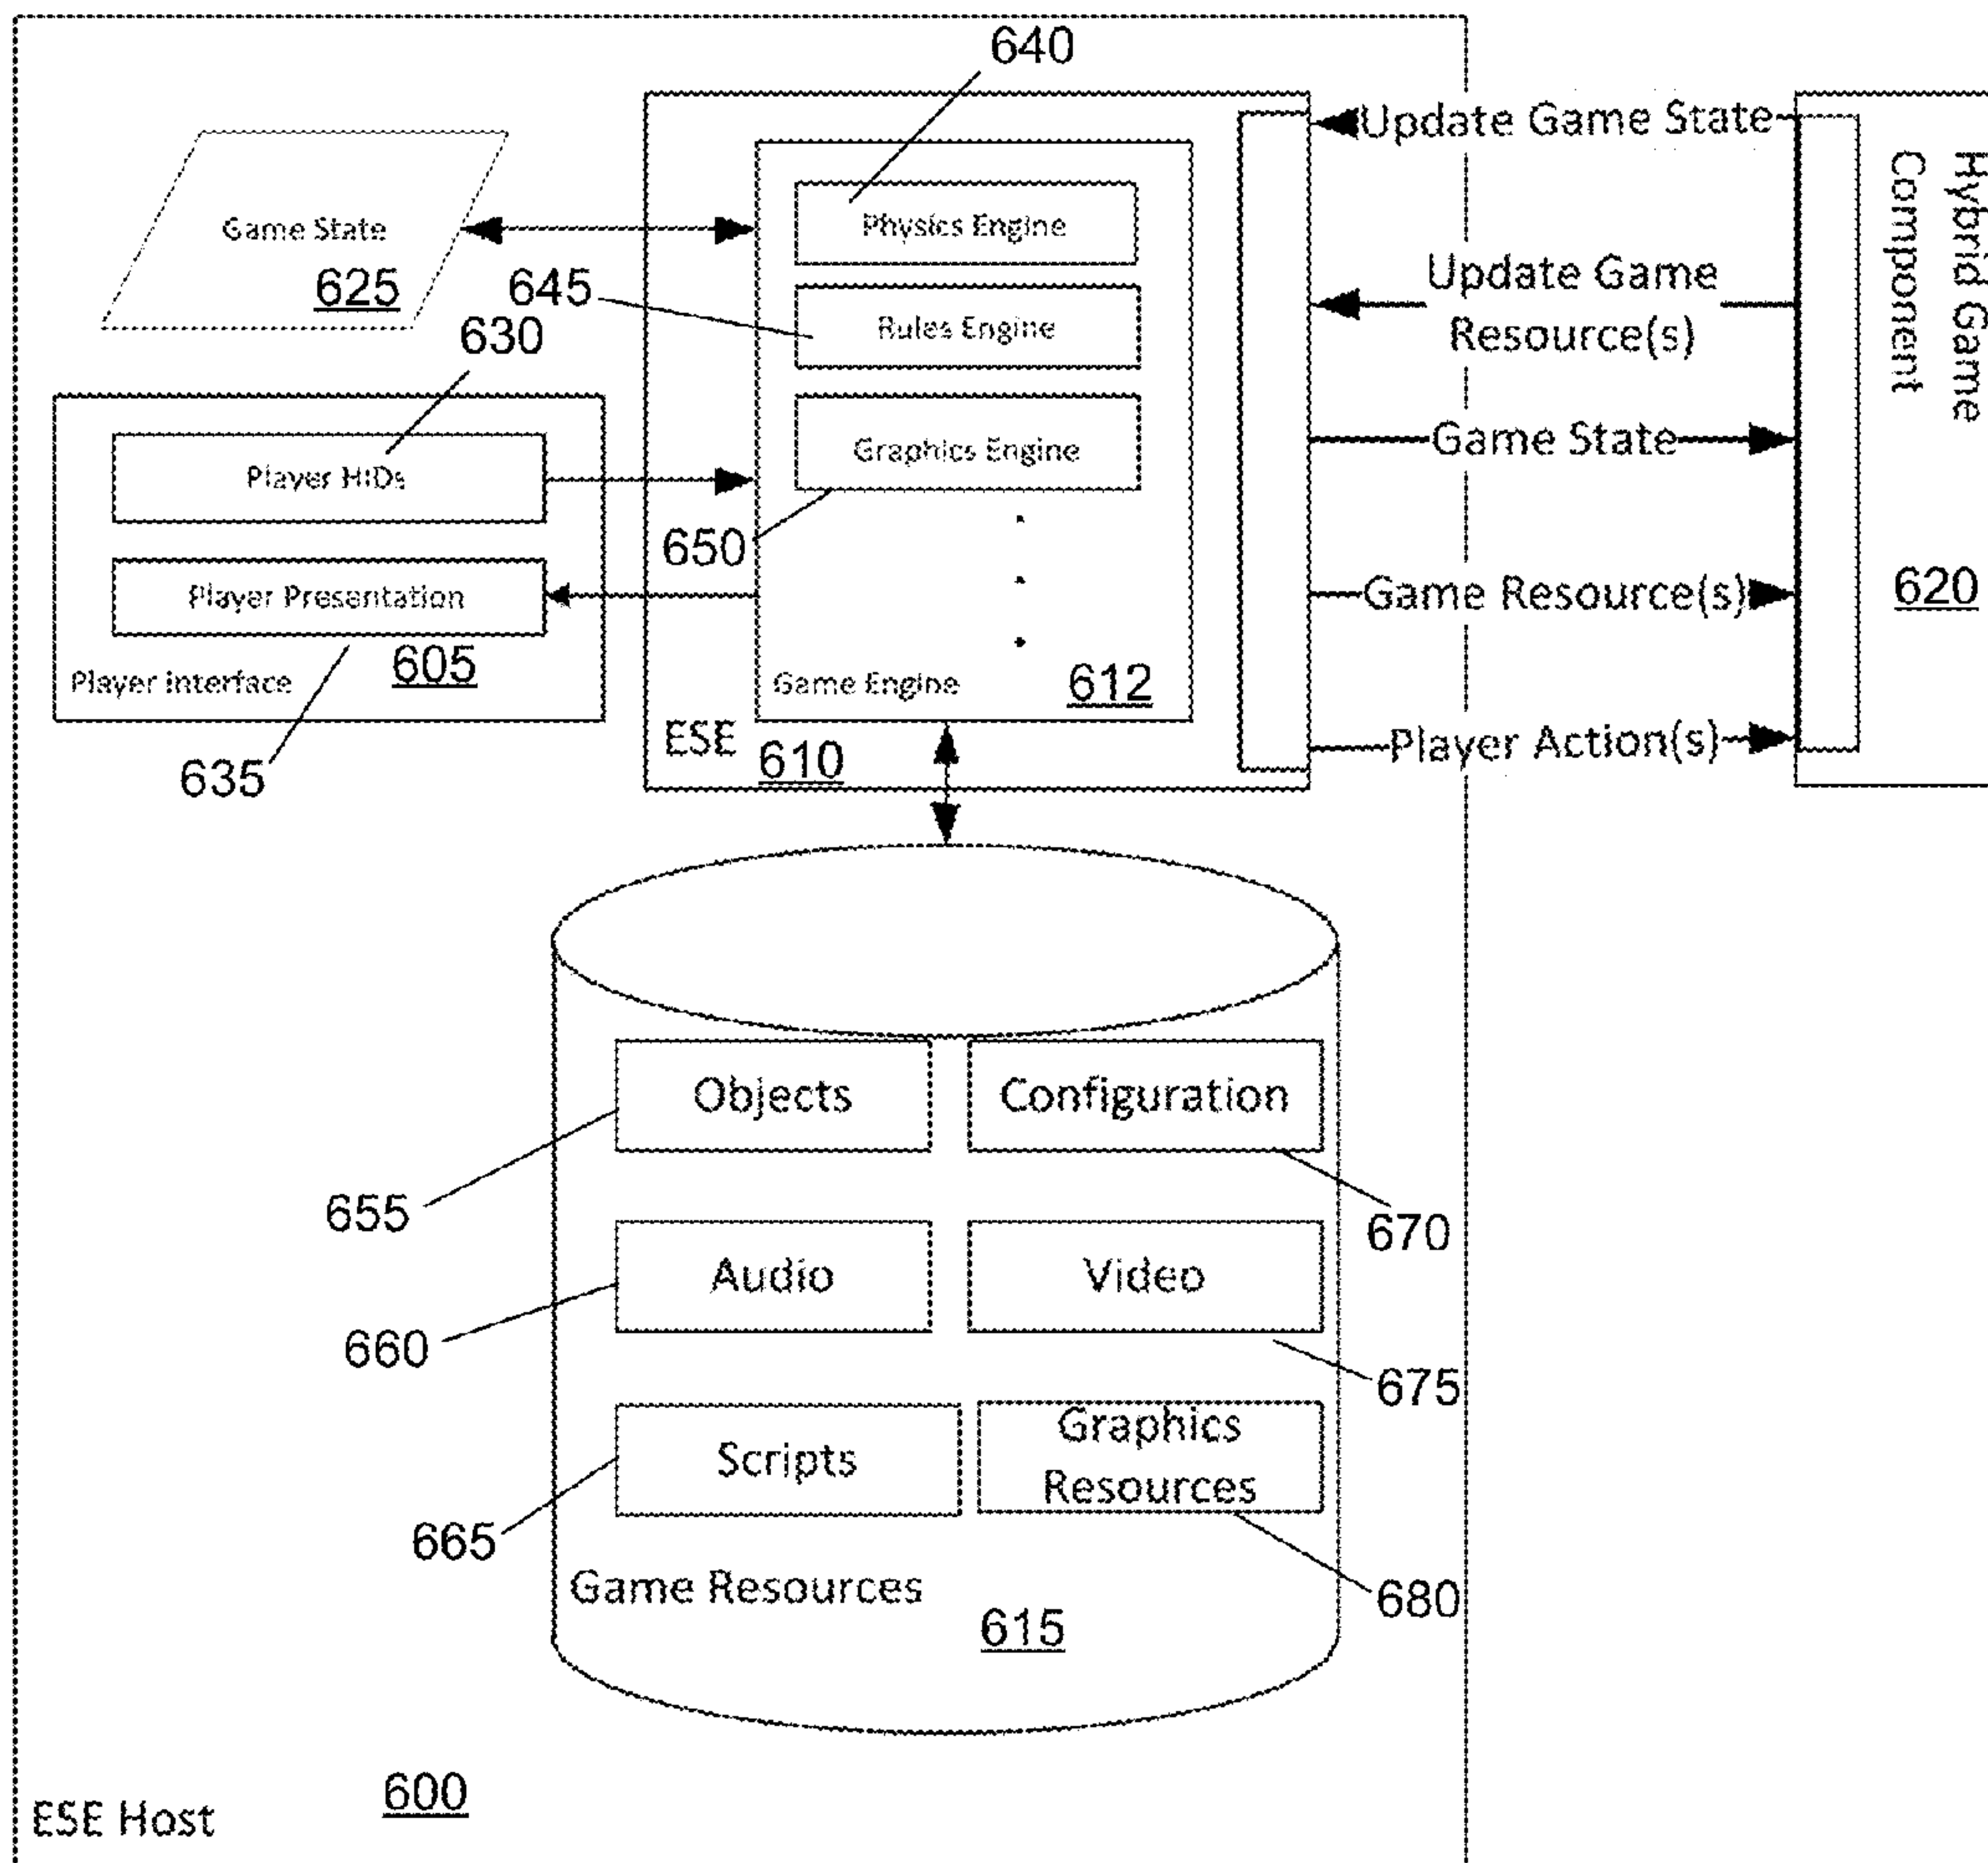 640
Update Game State
Hybrid Game
Component
Physics Engine
Game State
625
645
630
Update Game
Resource(s)
Rules Engine
Game State
Graphics Engine
Player HIDs
650
Player Presentation
605
Player Interface
Game Resource(s)
620
Game Engine
612
ESE
610
Player Action(s)
635
Objects
Configuration
655
670
Audio
Video
660
675
Scripts
Graphics
Resources
665
680
Game Resources
615
ESE Host
600